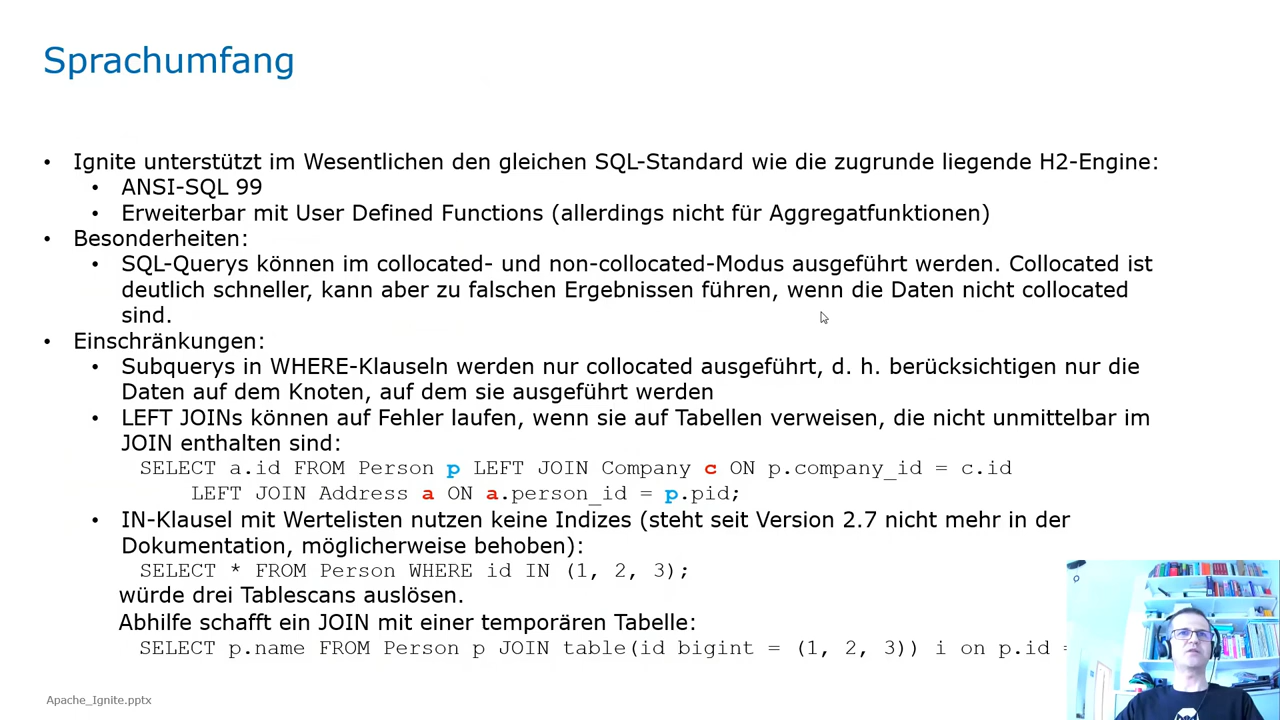 Sprachumfang
• Ignite unterstützt im Wesentlichen den gleichen SQL-Standard wie die zugrunde liegende H2-Engine:
• ANSI-SQL 99
• Erweiterbar mit User Defined Functions (allerdings nicht für Aggregatfunktionen)
• Besonderheiten:
• SQL-Querys können im collocated- und non-collocated-Modus ausgeführt werden. Collocated ist
deutlich schneller, kann aber zu falschen Ergebnissen führen, wenn die Daten nicht collocated
sind.
• Einschränkungen:
• Subquerys in WHERE-Klauseln werden nur collocated ausgeführt, d. h. berücksichtigen nur die
Daten auf dem Knoten, auf dem sie ausgeführt werden
• LEFT JOINs können auf Fehler laufen, wenn sie auf Tabellen verweisen, die nicht unmittelbar im
JOIN enthalten sind:
SELECT a.id FROM Person p LEFT JOIN Company c ON p.company_id = c.id
LEFT JOIN Address a ON a.person_id = p.pid;
• IN-Klausel mit Wertelisten nutzen keine Indizes (steht seit Version 2.7 nicht mehr in der
Dokumentation, möglicherweise behoben):
SELECT * FROM Person WHERE id IN (1, 2, 3);
würde drei Tablescans auslösen.
Abhilfe schafft ein JOIN mit einer temporären Tabelle:
SELECT p.name FROM Person p JOIN table(id bigint = (1, 2, 3)) i on p.id =
Apache_Ignite.pptx